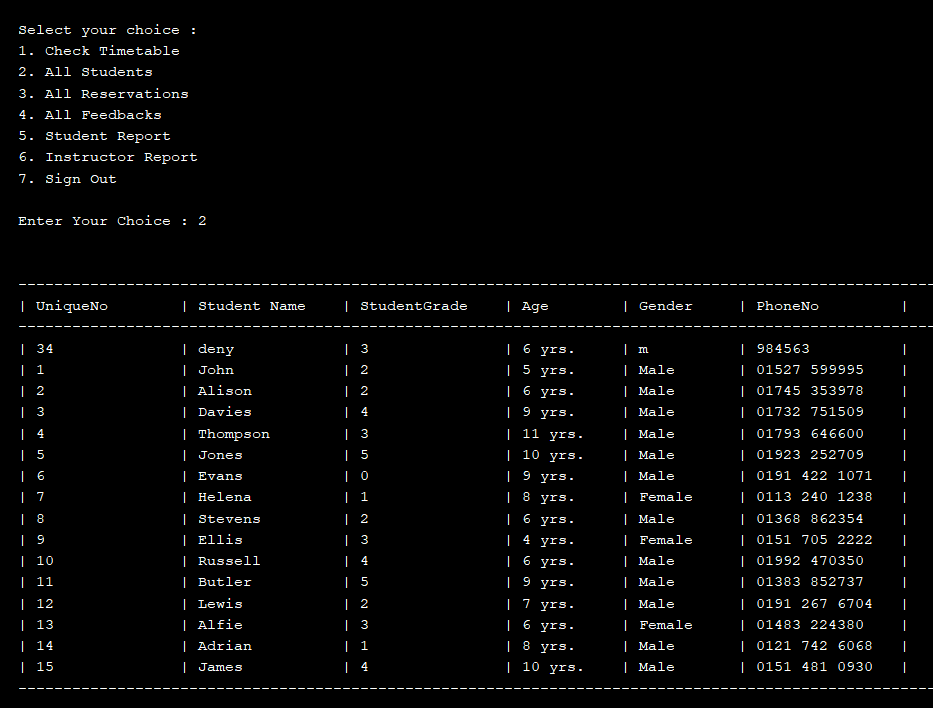 Select your choice :
1. Check Timetable
2. All Students
3. All Reservations
4. All Feedbacks
5. Student Report
6. Instructor Report
7. Sign Out
Enter Your Choice : 2
| UniqueNo | Student Name | StudentGrade | Age | Gender | PhoneNo |
| 34 | deny | 3 | 6 yrs. | m | 984563 |
| 1 | John | 2 | 5 yrs. | Male | 01527 599995 |
| 2 | Alison | 2 | 6 yrs. | Male | 01745 353978 |
| 3 | Davies | 4 | 9 yrs. | Male | 01732 751509 |
| 4 | Thompson | 3 | 11 yrs. | Male | 01793 646600 |
| 5 | Jones | 5 | 10 yrs. | Male | 01923 252709 |
| 6 | Evans | 0 | 9 yrs. | Male | 0191 422 1071 |
| 7 | Helena | 1 | 8 yrs. | Female | 0113 240 1238 |
| 8 | Stevens | 2 | 6 yrs. | Male | 01368 862354 |
| 9 | Ellis | 3 | 4 yrs. | Female | 0151 705 2222 |
| 10 | Russell | 4 | 6 yrs. | Male | 01992 470350 |
| 11 | Butler | 5 | 9 yrs. | Male | 01383 852737 |
| 12 | Lewis | 2 | 7 yrs. | Male | 0191 267 6704 |
| 13 | Alfie | 3 | 6 yrs. | Female | 01483 224380 |
| 14 | Adrian | 1 | 8 yrs. | Male | 0121 742 6068 |
| 15 | James | 4 | 10 yrs. | Male | 0151 481 0930 |